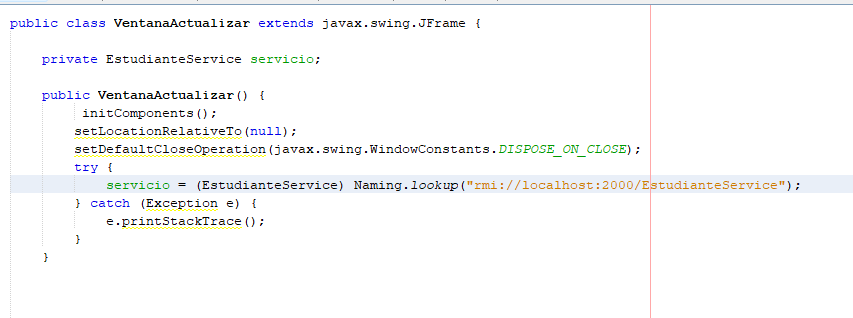 public class VentanaActualizar extends javax.swing.JFrame {
private EstudianteService servicio;
public VentanaActualizar() {
initComponents();
setLocationRelativeTo(null);
setDefaultCloseOperation(javax.swing.WindowConstants.DISPOSE_ON_CLOSE);
try {
servicio = (EstudianteService) Naming.lookup("rmi://localhost:2000/EstudianteService");
} catch (Exception e) {
e.printStackTrace();
}
}